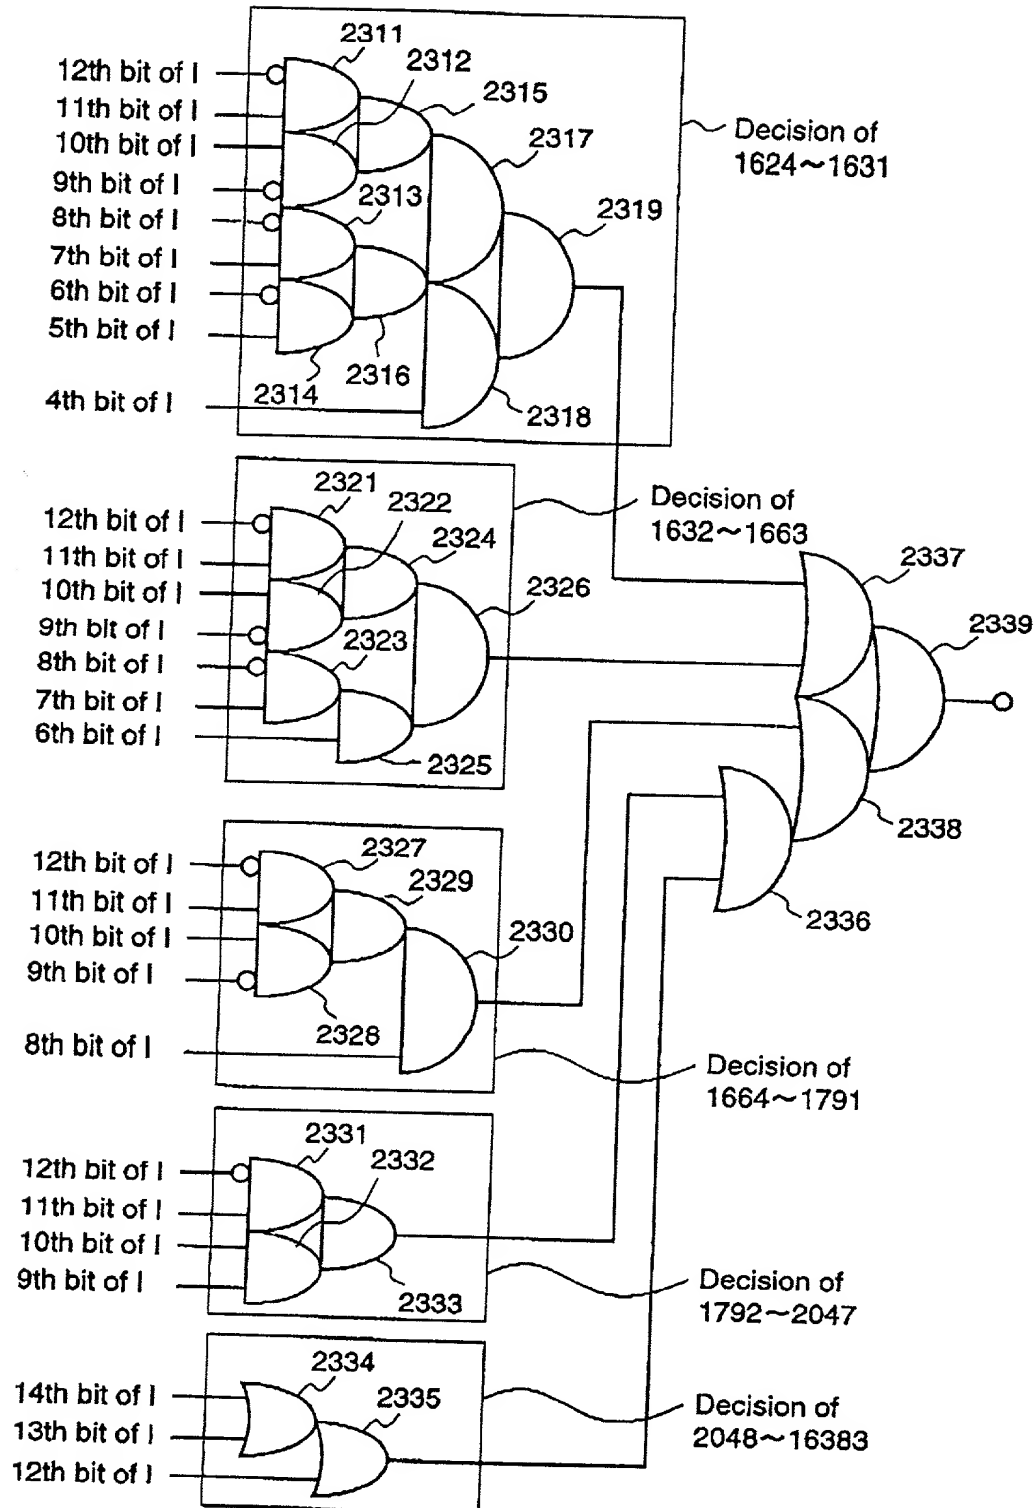 2311
2312
12th bit of I
2315
11th bit of I
2317
Decision of
1624~1631
10th bit of I
9th bit of I
2313
2319
8th bit of I
7th bit of I
6th bit of I
5th bit of I
2316
2314
4th bit of I
2318
2321
2322
Decision of
1632~1663
12th bit of I
2324
11th bit of I
2337
10th bit of I
2326
9th bit of I
2323
2339
8th bit of I
7th bit of I
6th bit of I
2325
2338
2327
12th bit of I
2329
11th bit of I
2336
10th bit of I
2330
9th bit of I
2328
8th bit of I
Decision of
1664~1791
2331
2332
12th bit of I
11th bit of I
10th bit of I
9th bit of I
2333
Decision of
1792~2047
2334
14th bit of I
2335
13th bit of I
Decision of
2048~16383
12th bit of I